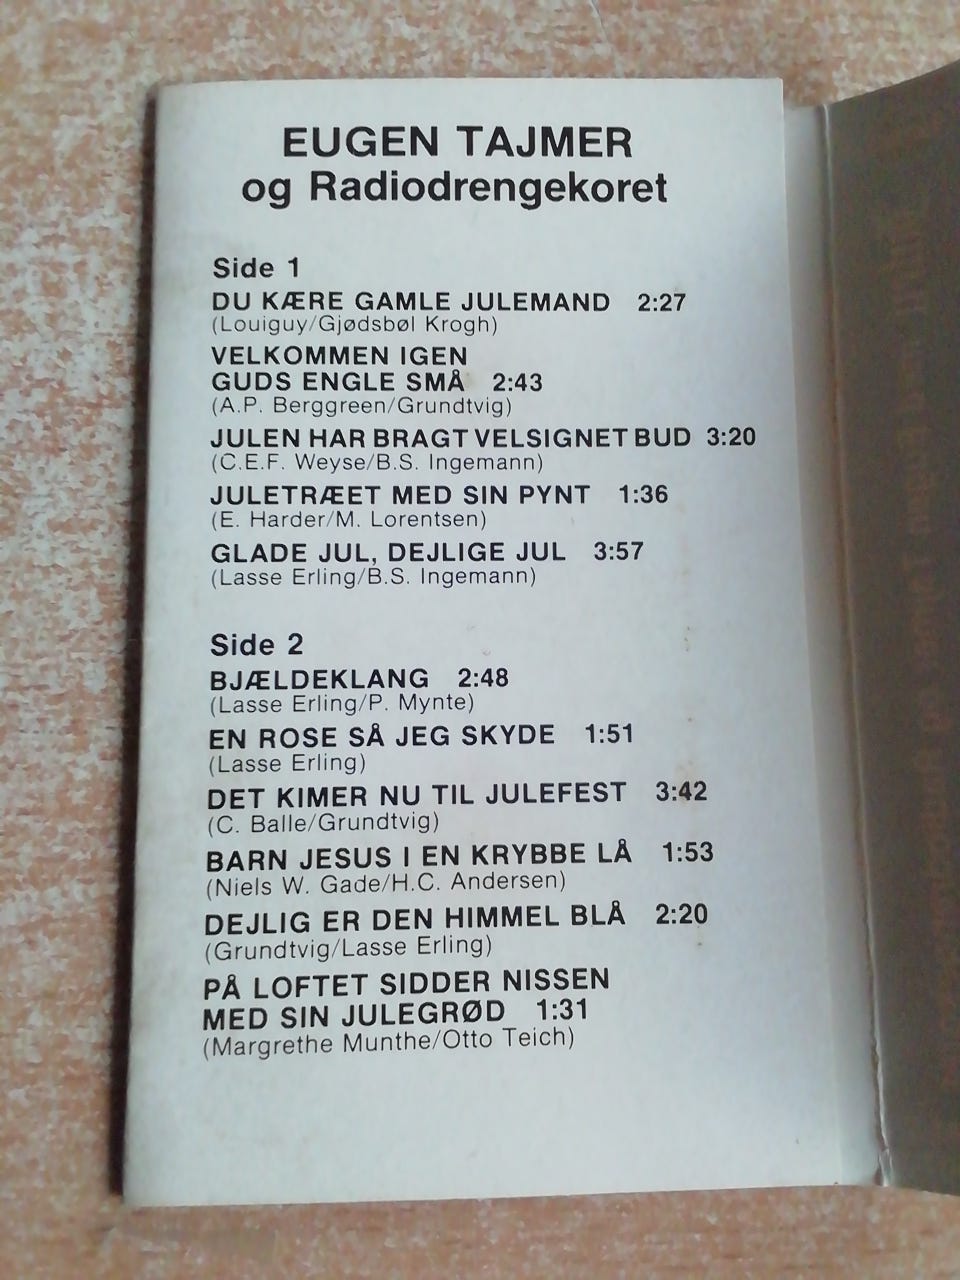 EUGEN TAJMER
og Radiodrengekoret
Side 1
DU KÆRE GAMLE JULEMAND 2:27
(Louiguy/Gjødsbøl Krogh)
VELKOMMEN IGEN
GUDS ENGLE SMÅ 2:43
(A.P. Berggreen/Grundtvig)
JULEN HAR BRAGT VELSIGNET BUD 3:20
(C.E.F. Weyse/B.S. Ingemann)
JULETRÆET MED SIN PYNT 1:36
(E. Harder/M. Lorentsen)
GLADE JUL, DEJLIGE JUL 3:57
(Lasse Erling/B.S. Ingemann)
Side 2
BJÆLDEKLANG 2:48
(Lasse Erling/P. Mynte)
EN ROSE SÅ JEG SKYDE 1:51
(Lasse Erling)
DET KIMER NU TIL JULEFEST 3:42
(C. Balle/Grundtvig)
BARN JESUS I EN KRYBBE LÅ 1:53
(Niels W. Gade/H.C. Andersen)
DEJLIG ER DEN HIMMEL BLÅ 2:20
(Grundtvig/Lasse Erling)
PÅ LOFTET SIDDER NISSEN
MED SIN JULEGRØD 1:31
(Margrethe Munthe/Otto Teich)